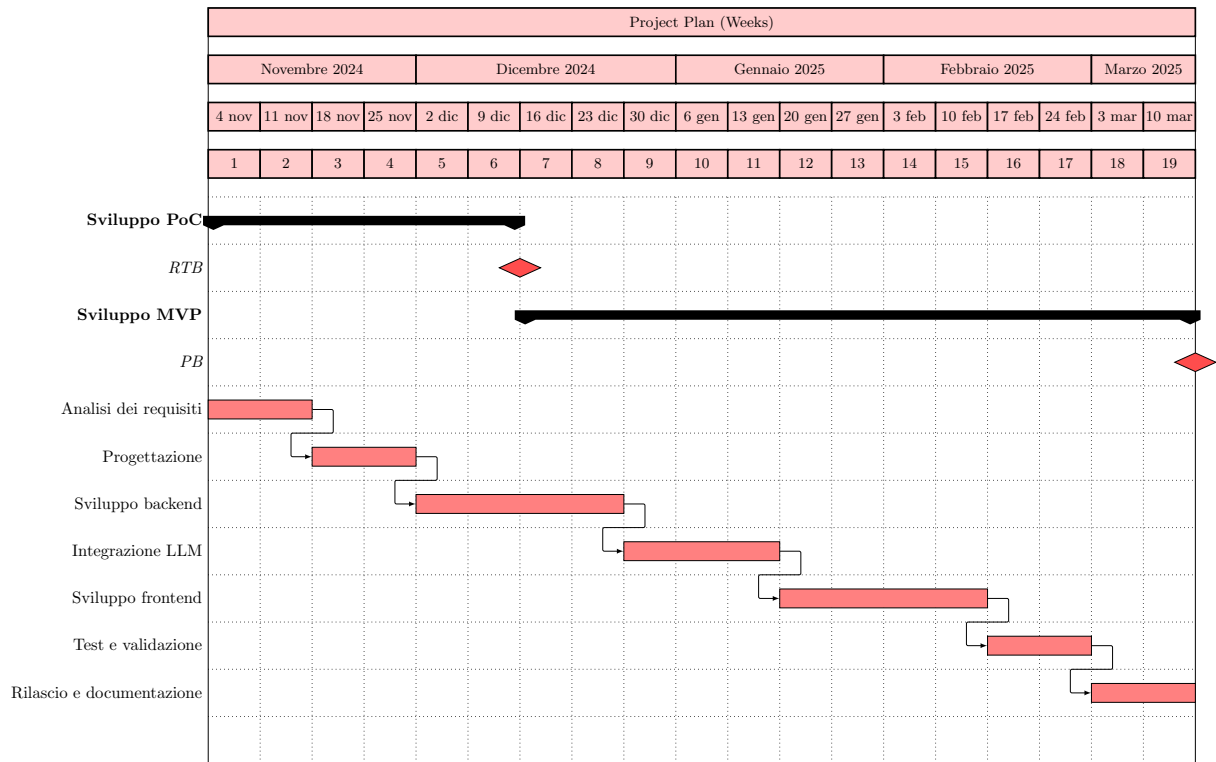 Project Plan (Weeks)
Novembre 2024 Dicembre 2024 Gennaio 2025 Febbraio 2025 Marzo 2025
4 nov 11 nov 18 nov 25 nov 2 dic 9 dic 16 dic 23 dic 30 dic 6 gen 13 gen 20 gen 27 gen 3 feb 10 feb 17 feb 24 feb 3 mar 10 mar
1 2 3 4 5 6 7 8 9 10 11 12 13 14 15 16 17 18 19
Sviluppo PoC
RTB
Sviluppo MVP
PB
Analisi dei requisiti
Progettazione
Sviluppo backend
Integrazione LLM
Sviluppo frontend
Test e validazione
Rilascio e documentazione